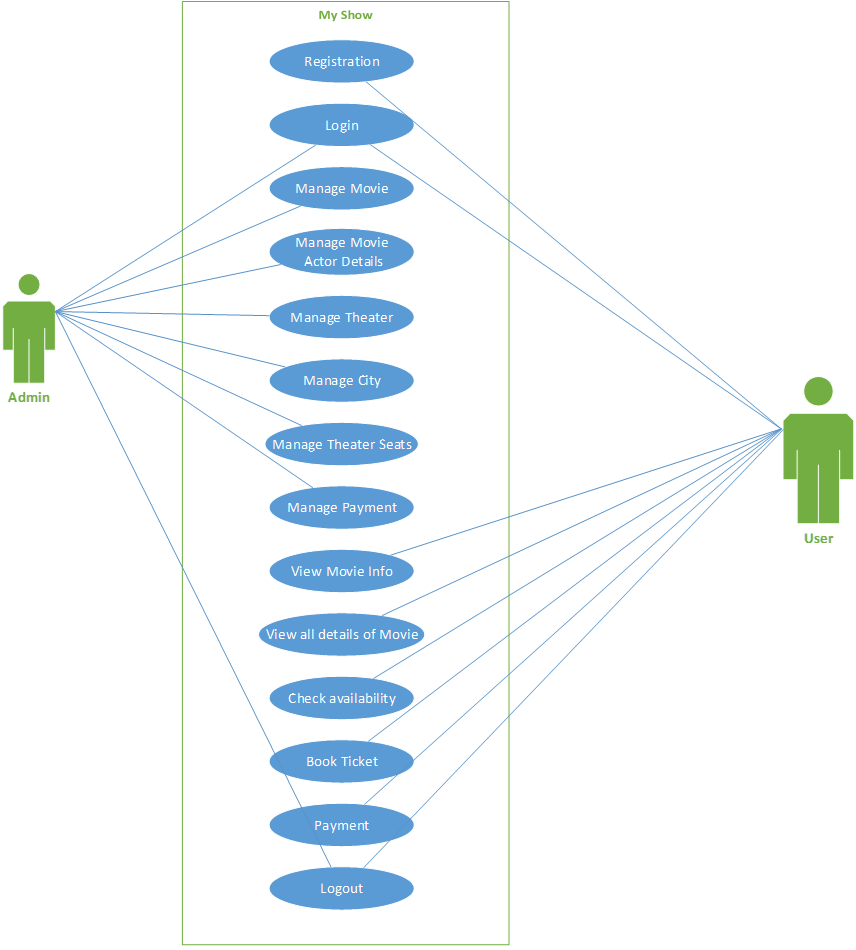 My Show
Registration
Login
Manage Movie
Manage Movie
Actor Details
Manage Theater
Manage City
Manage Theater Seats
Manage Payment
View Movie Info
View all details of Movie
Check availability
Book Ticket
Payment
Logout
Admin
User